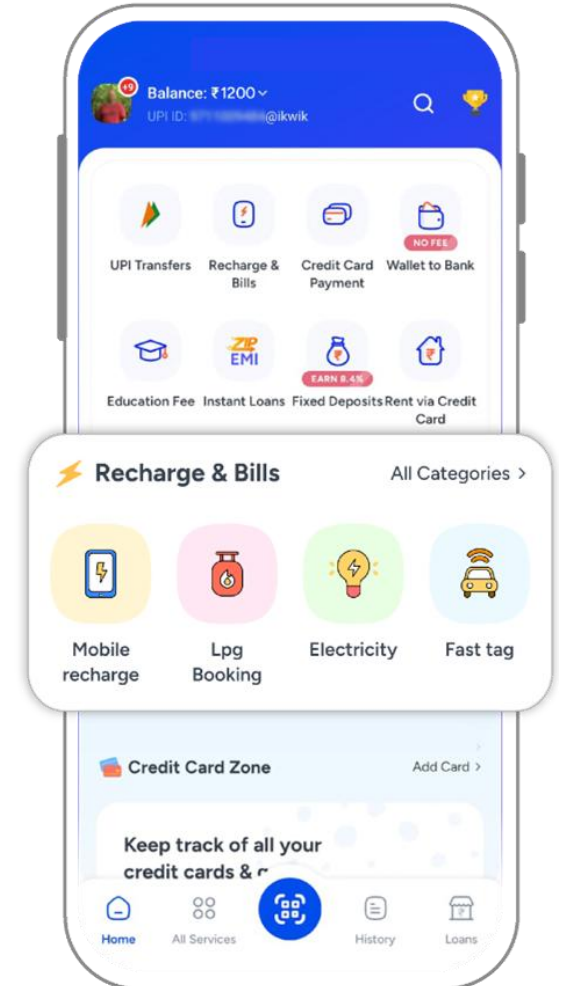 +9
Balance: ₹1200
UPI ID: @ikwik
NO FEE
UPI Transfers
Recharge &
Bills
Credit Card
Payment
Wallet to Bank
ZIP
EMI
EARN 8.4%
Education Fee
Instant Loans
Fixed Deposits
Rent via Credit
Card
Recharge & Bills
All Categories >
Mobile
recharge
Lpg
Booking
Electricity
Fast tag
Credit Card Zone
Add Card >
Keep track of all your
credit cards &
Home
All Services
History
Loans